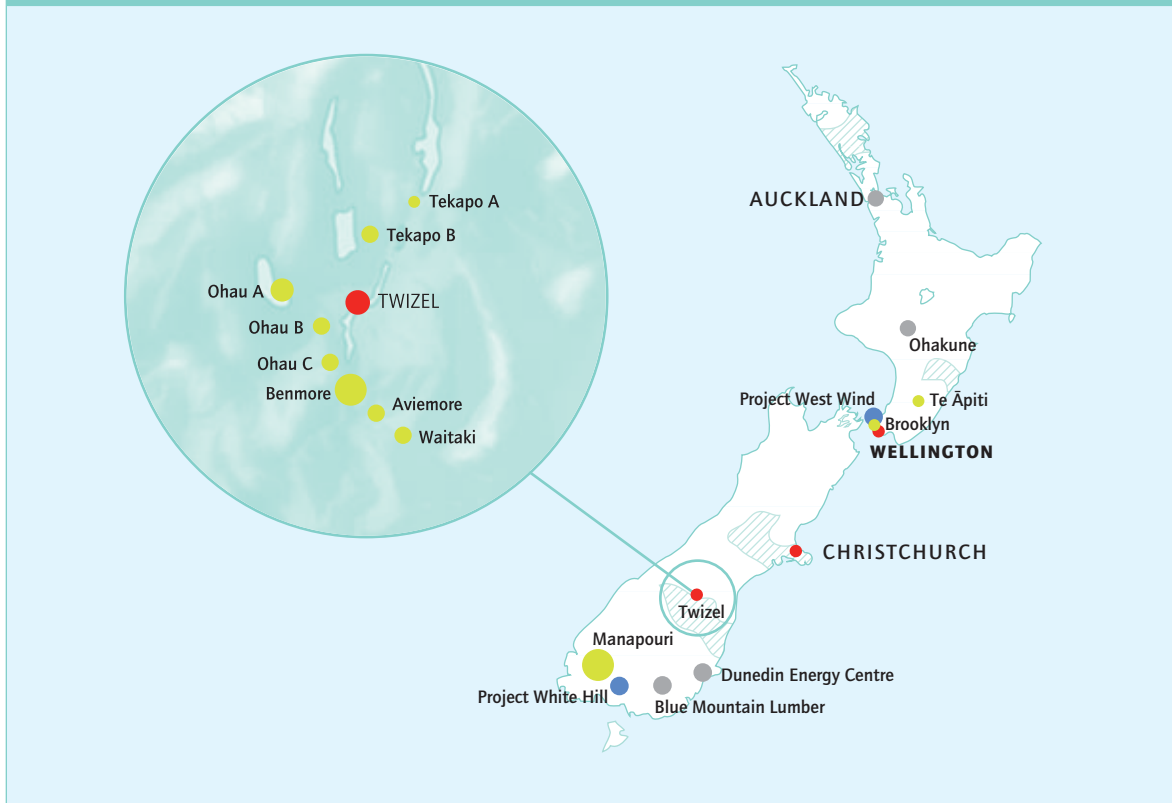 Tekapo A
Tekapo B
Ohau A
TWIZEL
Ohau B
Ohau C
Benmore
Aviemore
Waitaki
AUCKLAND
Ohakune
Project West Wind
Te Āpiti
Brooklyn
WELLINGTON
CHRISTCHURCH
Twizel
Manapouri
Dunedin Energy Centre
Project White Hill
Blue Mountain Lumber